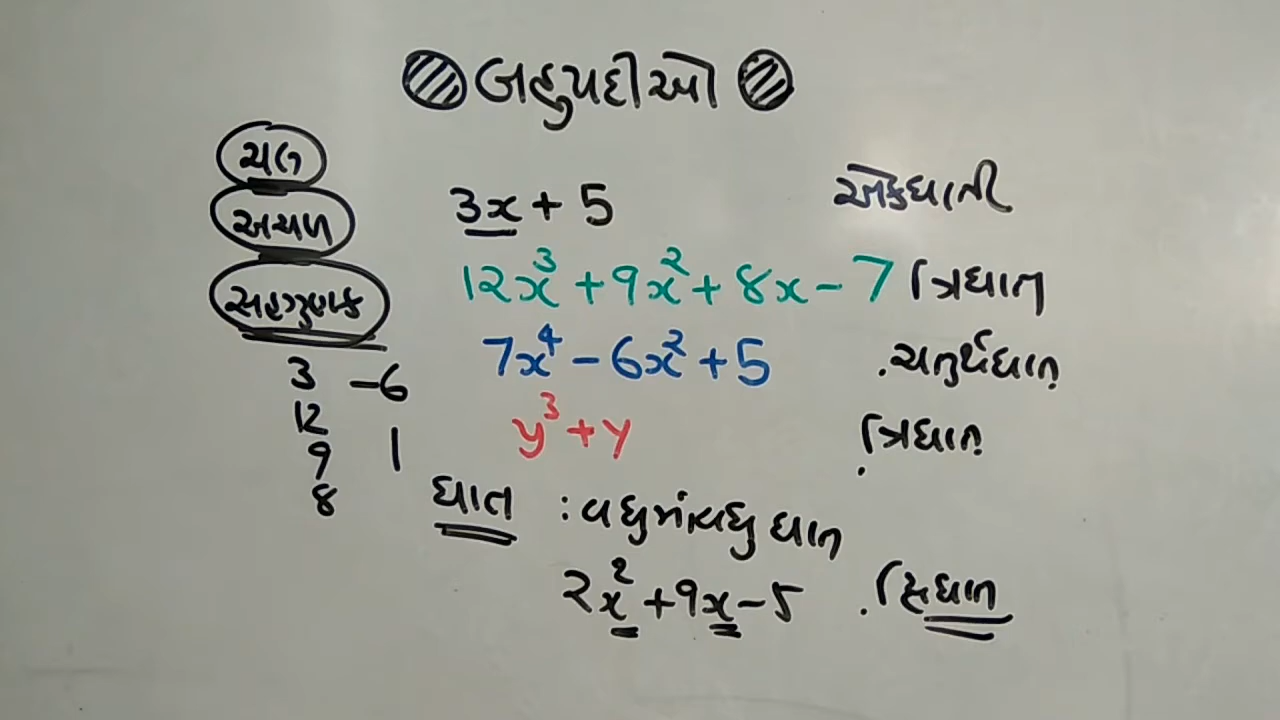 બહુપદીઓ
ચલ
અચળ
સહગુણક
3 -6
12
9 1
8
3x + 5 એકઘાતી
12x³ + 9x² + 8x - 7 ત્રિઘાત
7x⁴ - 6x² + 5 ચતુર્થઘાત
y³ + y ત્રિઘાત
ઘાત : વધુમાંવધુ ઘાત
2x² + 9x - 5 દ્વિઘાત